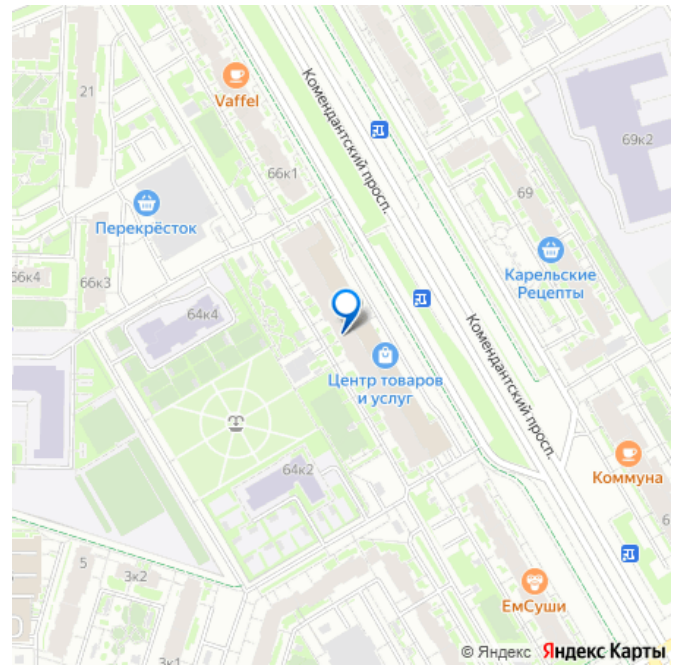 21
Vaffel
Комендантский просп.
69к2
66к1
69
Перекрёсток
Карельские
Рецепты
66к4
66к3
64к4
Комендантский просп.
Центр товаров
и услуг
64к2
Коммуна
5
3к2
ЕмСуши
3к1
© Яндекс Яндекс Карты